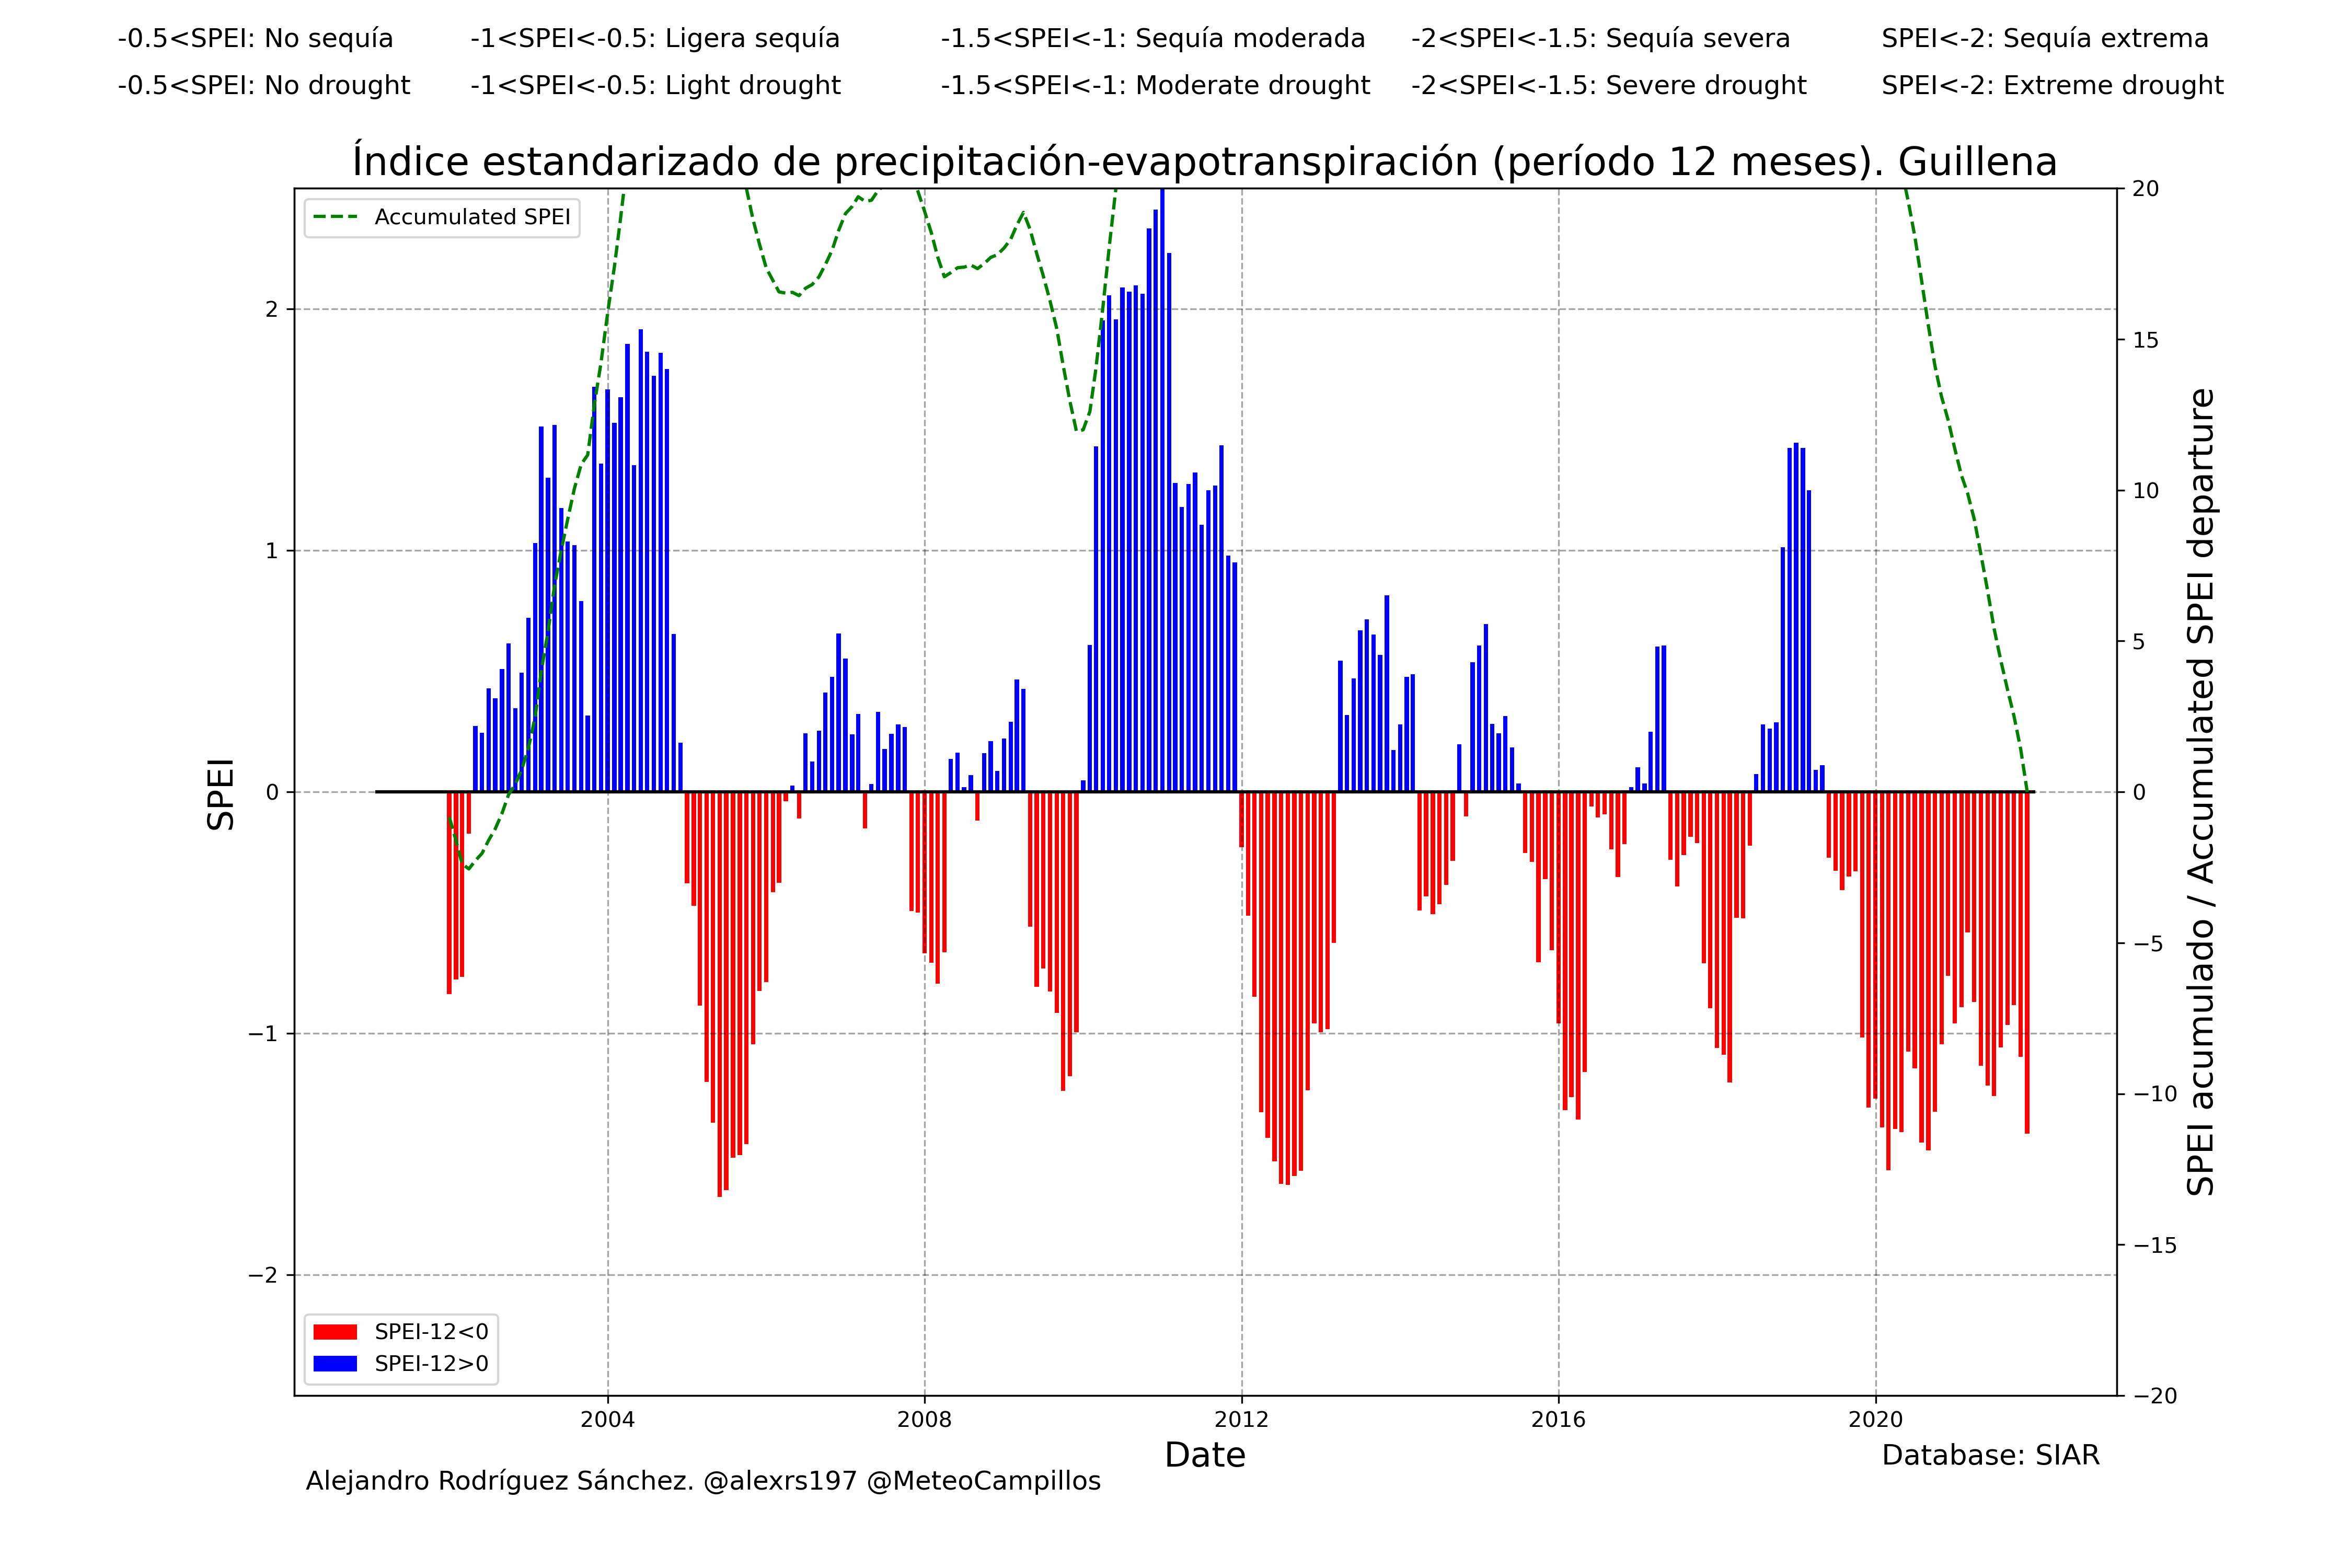 -0.5<SPEI: No sequía -1<SPEI<-0.5: Ligera sequía -1.5<SPEI<-1: Sequía moderada -2<SPEI<-1.5: Sequía severa SPEI<-2: Sequía extrema
-0.5<SPEI: No drought -1<SPEI<-0.5: Light drought -1.5<SPEI<-1: Moderate drought -2<SPEI<-1.5: Severe drought SPEI<-2: Extreme drought
Índice estandarizado de precipitación-evapotranspiración (período 12 meses). Guillena
Accumulated SPEI
SPEI
2
1
0
−1
−2
20
15
10
5
0
−5
−10
−15
−20
SPEI acumulado / Accumulated SPEI departure
SPEI-12<0
SPEI-12>0
2004 2008 2012 2016 2020
Date
Database: SIAR
Alejandro Rodríguez Sánchez. @alexrs197 @MeteoCampillos